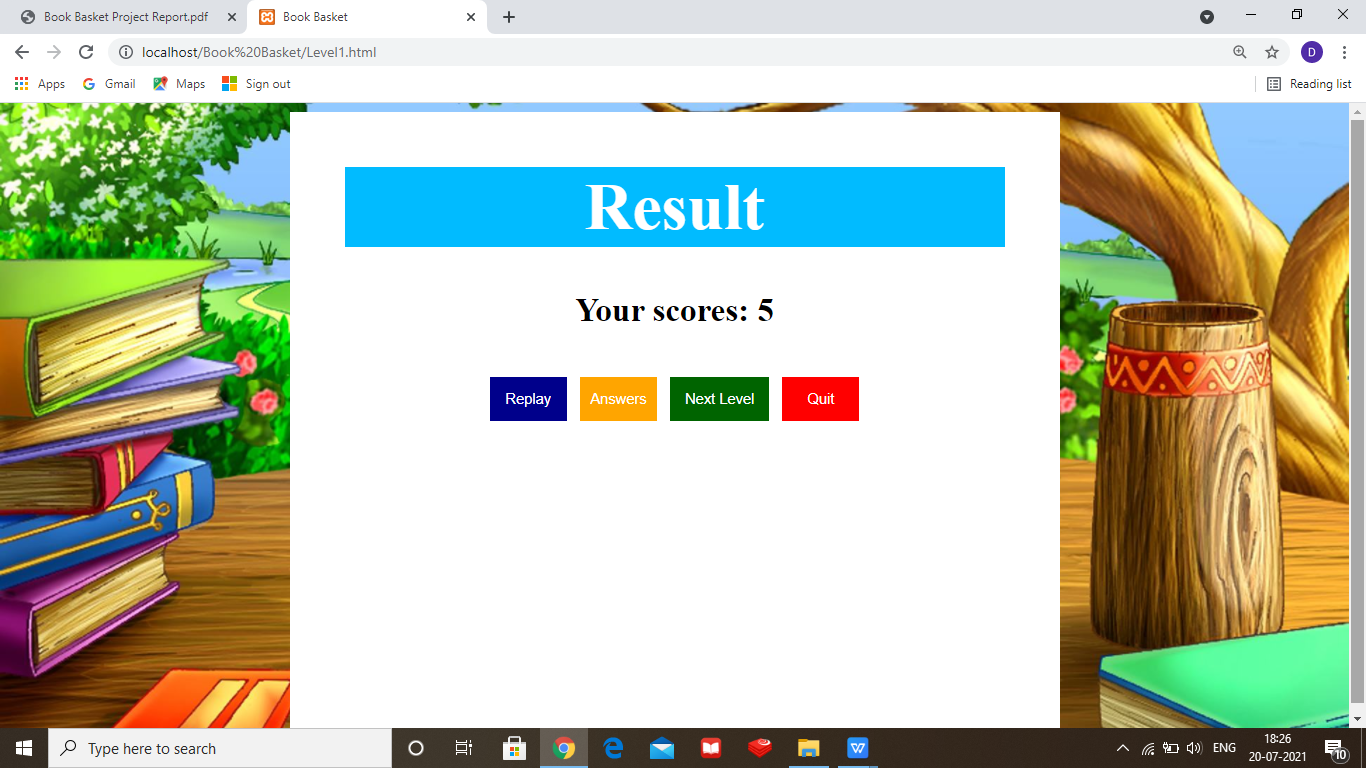 Book Basket Project Report.pdf
Book Basket
localhost/Book%20Basket/Level1.html
D
Apps
Gmail
Maps
Sign out
Reading list
Result
Your scores: 5
Replay
Answers
Next Level
Quit
Type here to search
ENG
18:26
20-07-2021
10